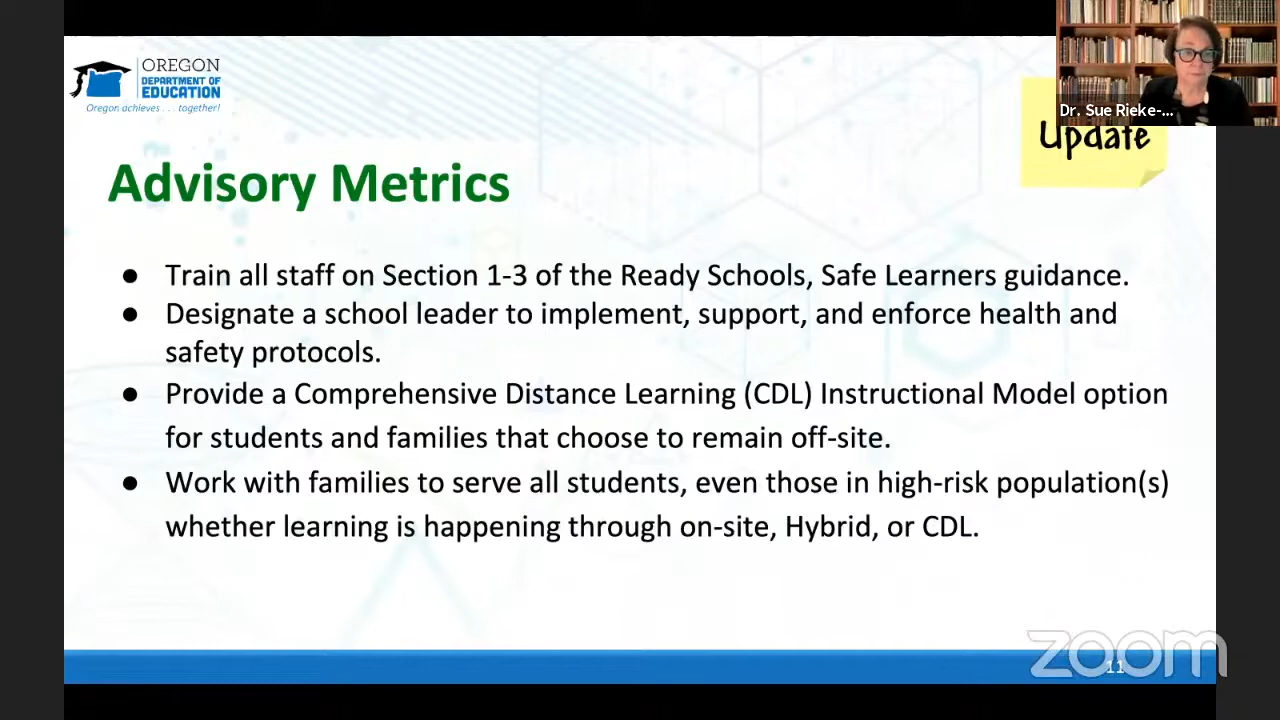 OREGON
DEPARTMENT OF
EDUCATION
Oregon achieves . . . together!
Dr. Sue Rieke-...
Update
Advisory Metrics
● Train all staff on Section 1-3 of the Ready Schools, Safe Learners guidance.
● Designate a school leader to implement, support, and enforce health and
safety protocols.
● Provide a Comprehensive Distance Learning (CDL) Instructional Model option
for students and families that choose to remain off-site.
● Work with families to serve all students, even those in high-risk population(s)
whether learning is happening through on-site, Hybrid, or CDL.
zoom
11